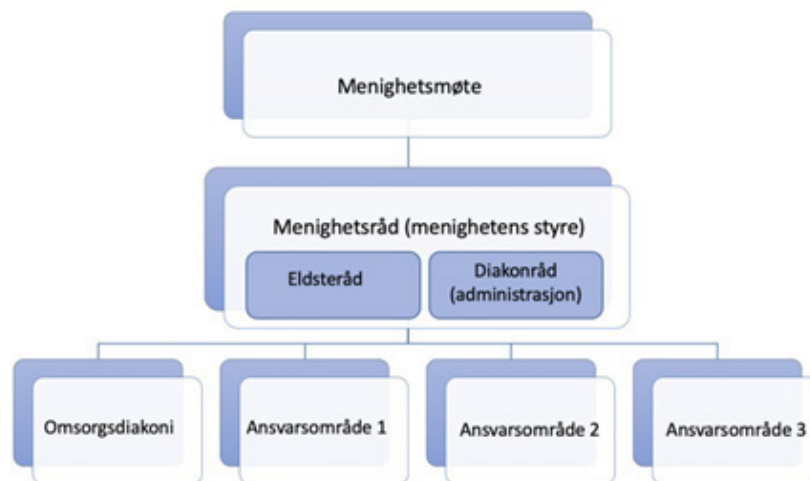 Menighetsmøte
Menighetsråd (menighetens styre)
Eldsteråd
Diakonråd
(administrasjon)
Omsorgsdiakoni
Ansvarsområde 1
Ansvarsområde 2
Ansvarsområde 3